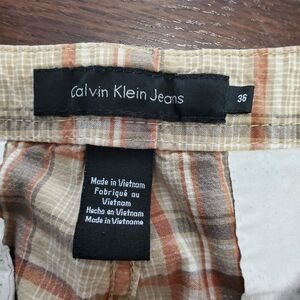 Calvin Klein Jeans
36
Made in Vietnam
Fabriqué au
Vietnam
Hecho en Vietnam
Made in Vietname